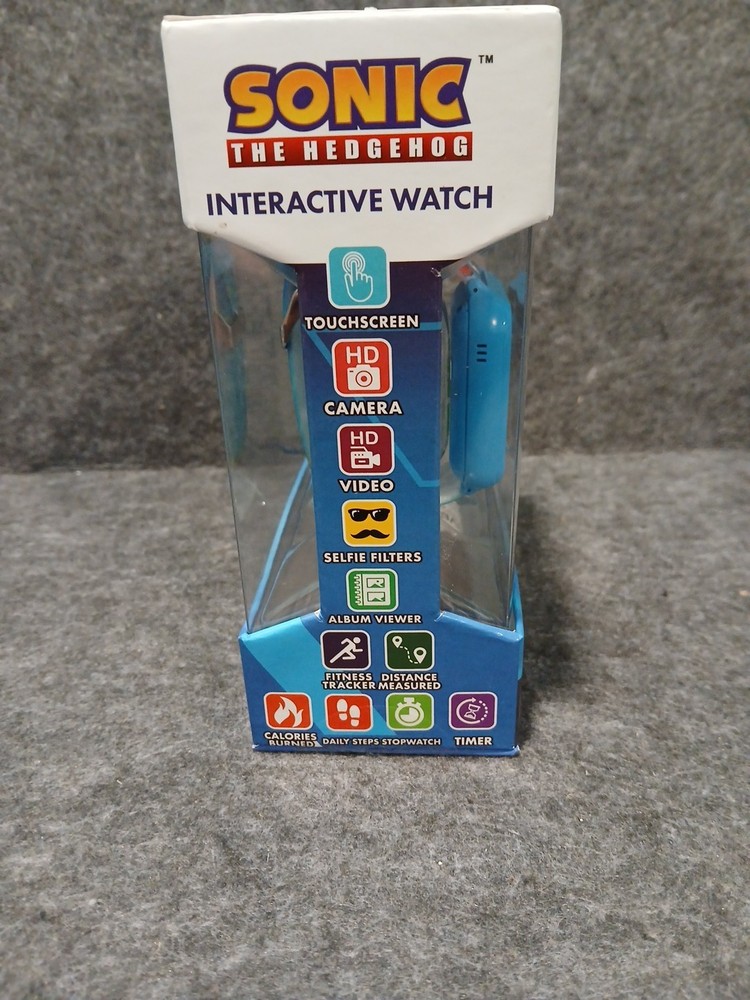 SONIC™
THE HEDGEHOG
INTERACTIVE WATCH
TOUCHSCREEN
HD
CAMERA
HD
VIDEO
SELFIE FILTERS
ALBUM VIEWER
FITNESS
TRACKER
DISTANCE
MEASURED
CALORIES
BURNED
DAILY STEPS
STOPWATCH
TIMER